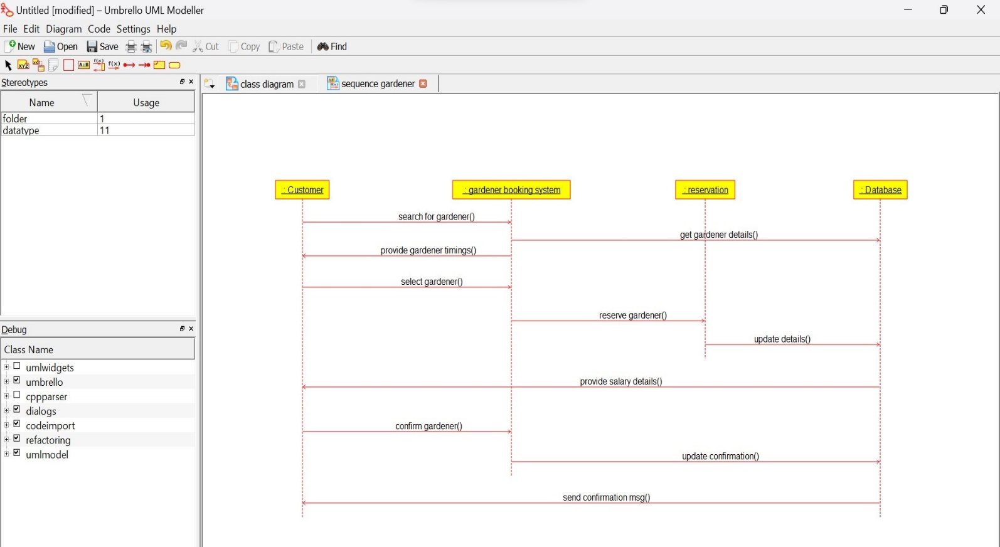 Untitled [modified] – Umbrello UML Modeller
File Edit Diagram Code Settings Help
New Open Save Cut Copy Paste Find
XYZ XYZ A:B f(x) f(x)
Stereotypes
class diagram
sequence gardener
Name Usage
folder 1
datatype 11
: Customer
: gardener booking system
: reservation
: Database
search for gardener()
get gardener details()
provide gardener timings()
select gardener()
reserve gardener()
update details()
provide salary details()
confirm gardener()
update confirmation()
send confirmation msg()
Debug
Class Name
umlwidgets
umbrello
cppparser
dialogs
codeimport
refactoring
umlmodel